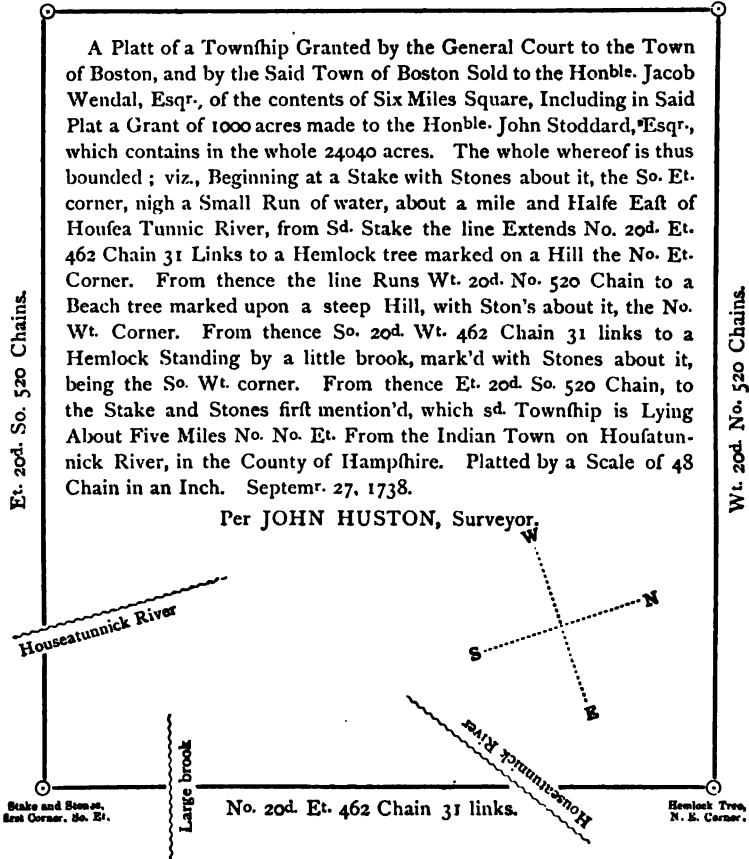 A Platt of a Townſhip Granted by the General Court to the Town
of Boston, and by the Said Town of Boston Sold to the Honble. Jacob
Wendal, Esqr., of the contents of Six Miles Square, Including in Said
Plat a Grant of 1000 acres made to the Honble. John Stoddard, Esqr.,
which contains in the whole 24040 acres. The whole whereof is thus
bounded ; viz., Beginning at a Stake with Stones about it, the So. Et.
corner, nigh a Small Run of water, about a mile and Halfe Eaſt of
Houſea Tunnic River, from Sd. Stake the line Extends No. 20d. Et.
462 Chain 31 Links to a Hemlock tree marked on a Hill the No. Et.
Corner. From thence the line Runs Wt. 20d. No. 520 Chain to a
Beach tree marked upon a steep Hill, with Ston's about it, the No.
Wt. Corner. From thence So. 20d. Wt. 462 Chain 31 links to a
Hemlock Standing by a little brook, mark'd with Stones about it,
being the So. Wt. corner. From thence Et. 20d. So. 520 Chain, to
the Stake and Stones firſt mention'd, which sd. Townſhip is Lying
About Five Miles No. No. Et. From the Indian Town on Houſatun-
nick River, in the County of Hampſhire. Platted by a Scale of 48
Chain in an Inch. Septemr. 27, 1738.
Per JOHN HUSTON, Surveyor.
Et. 20d. So. 520 Chains.
Wt. 20d. No. 520 Chains.
W
N
S
E
Houseatunnick River
Houseatunnick River
Large brook
Stake and Stones,
first Corner, So. Et.
No. 20d. Et. 462 Chain 31 links.
Hemlock Tree,
N. E. Corner.